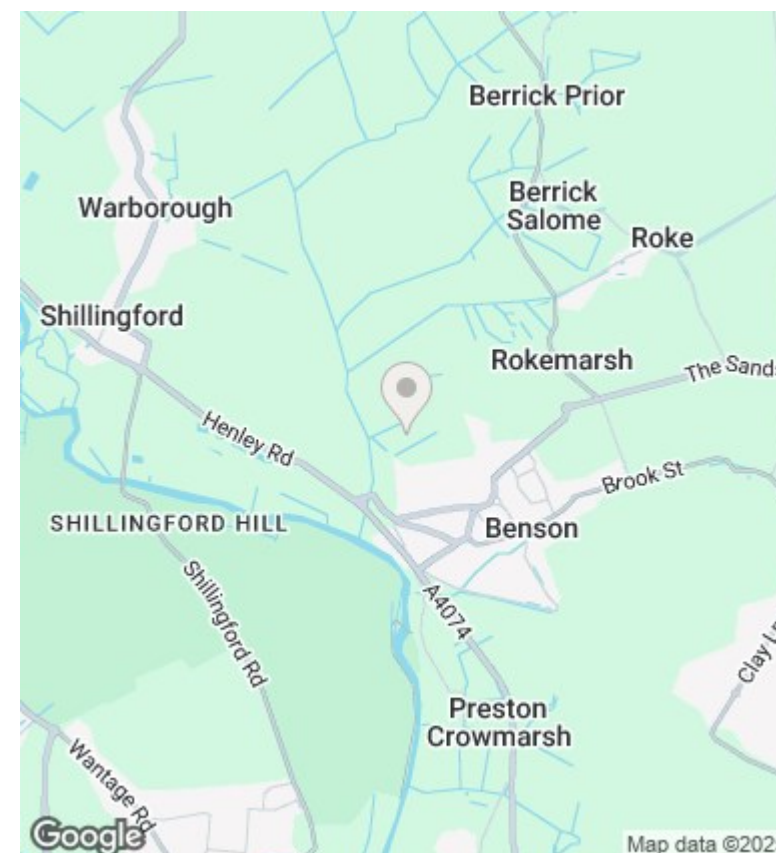 Berrick Prior
Berrick
Salome
Warborough
Roke
Shillingford
Rokemarsh
The Sands
Henley Rd
Brook St
SHILLINGFORD HILL
Benson
Shillingford Rd
A4074
Clay
Preston
Crowmarsh
Wantage Rd
Google
Map data ©202